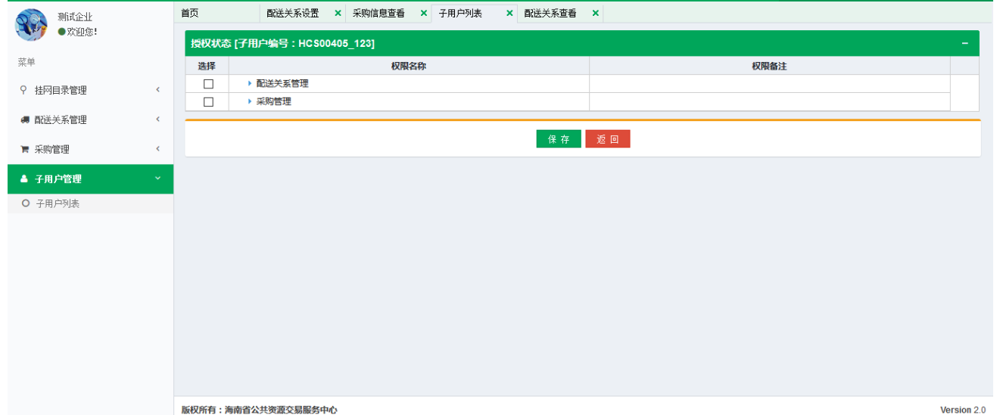 测试企业
欢迎您!
菜单
挂网目录管理
配送关系管理
采购管理
子用户管理
子用户列表
首页 配送关系设置 采购信息查看 子用户列表 配送关系查看
授权状态 [子用户编号：HCS00405_123]
选择 权限名称 权限备注
配送关系管理
采购管理
保 存 返 回
版权所有：海南省公共资源交易服务中心 Version 2.0